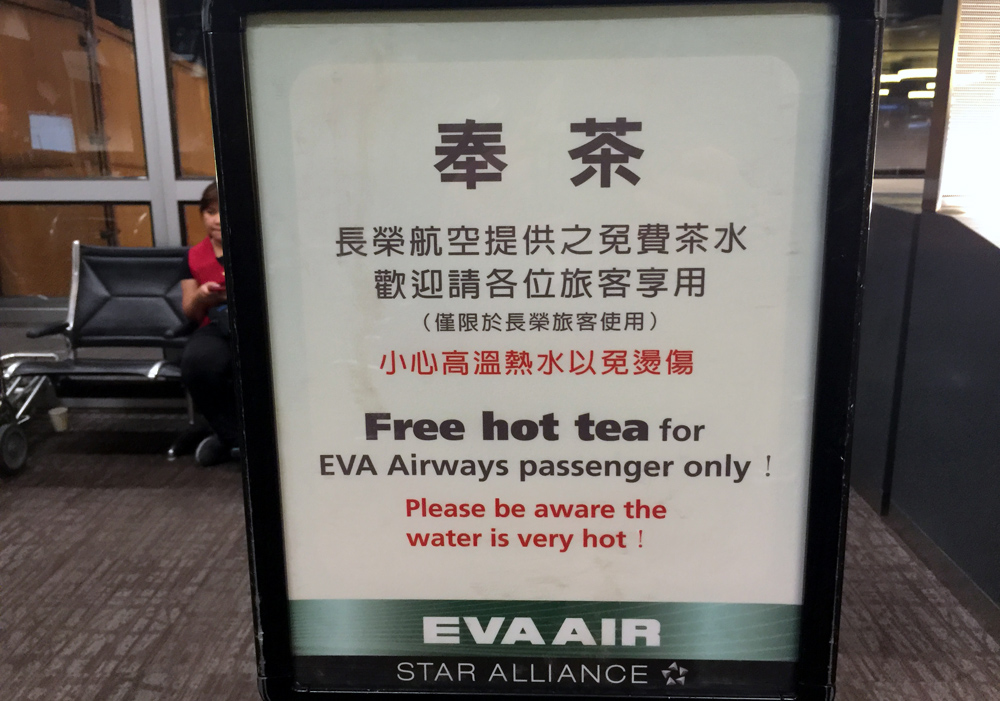 奉茶
長榮航空提供之免費茶水
歡迎請各位旅客享用
（僅限於長榮旅客使用）
小心高溫熱水以免燙傷
Free hot tea for
EVA Airways passenger only！
Please be aware the
water is very hot！
EVA AIR
STAR ALLIANCE